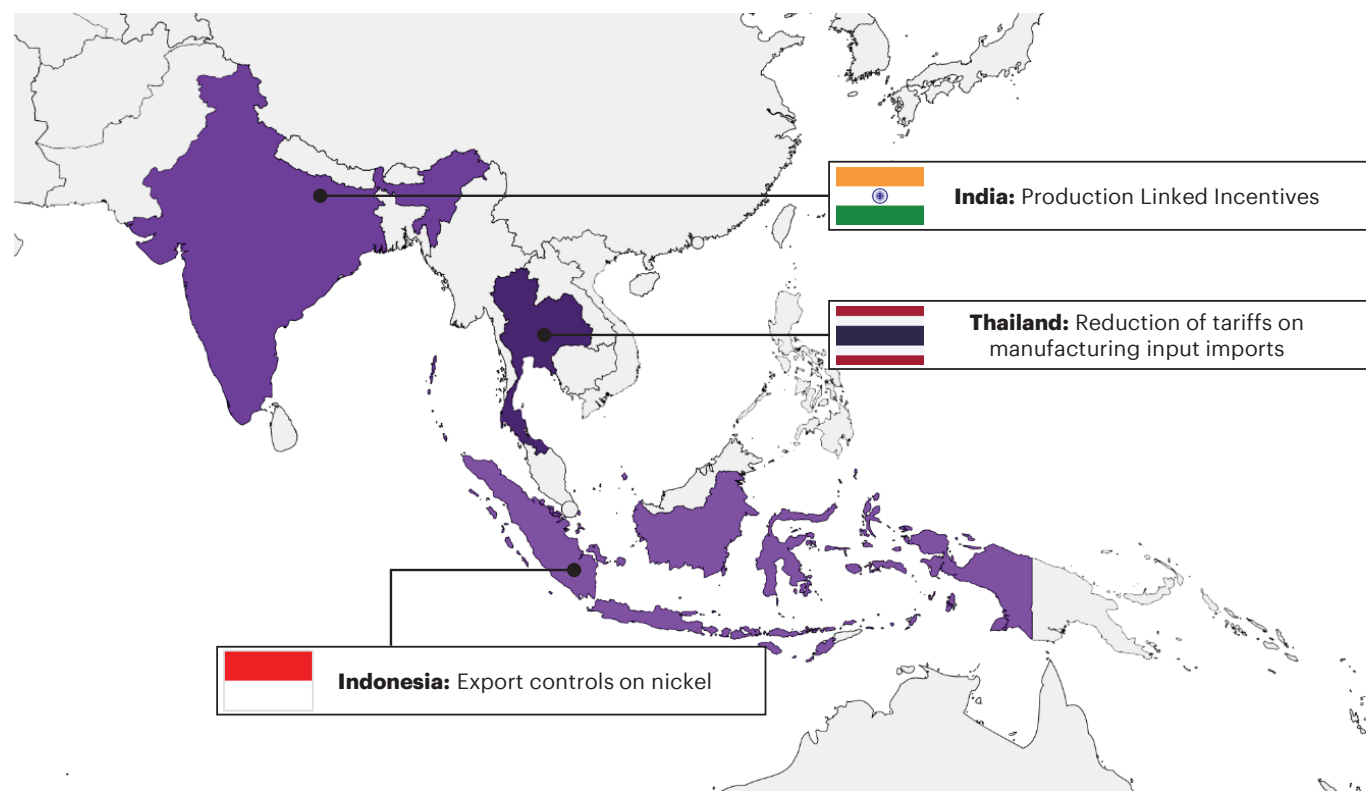 India: Production Linked Incentives
Thailand: Reduction of tariffs on
manufacturing input imports
Indonesia: Export controls on nickel